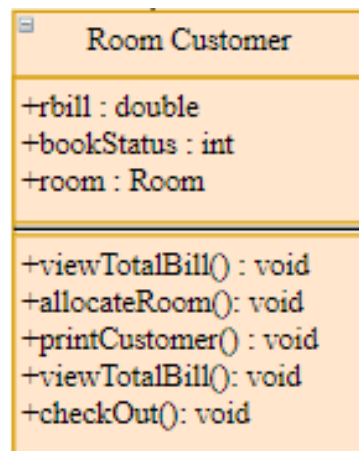 Room Customer
+rbill : double
+bookStatus : int
+room : Room
+viewTotalBill() : void
+allocateRoom(): void
+printCustomer() : void
+viewTotalBill(): void
+checkOut(): void